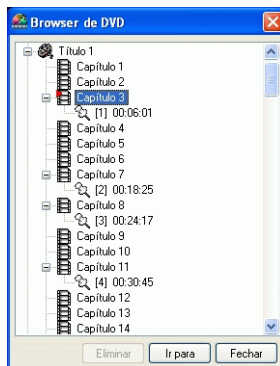 Browser de DVD
Título 1
Capítulo 1
Capítulo 2
Capítulo 3
[1] 00:06:01
Capítulo 4
Capítulo 5
Capítulo 6
Capítulo 7
[2] 00:18:25
Capítulo 8
[3] 00:24:17
Capítulo 9
Capítulo 10
Capítulo 11
[4] 00:30:45
Capítulo 12
Capítulo 13
Capítulo 14
Eliminar Ir para Fechar